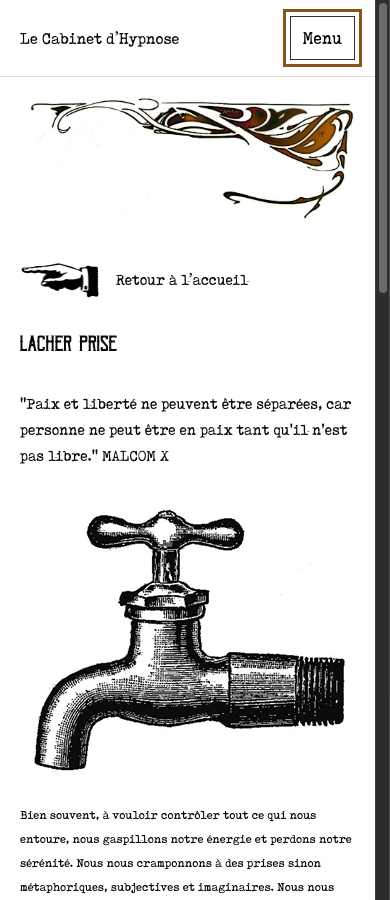 Le Cabinet d'Hypnose
Menu
Retour à l'accueil
LACHER PRISE
"Paix et liberté ne peuvent être séparées, car
personne ne peut être en paix tant qu'il n'est
pas libre." MALCOM X
Bien souvent, à vouloir contrôler tout ce qui nous
entoure, nous gaspillons notre énergie et perdons notre
sérénité. Nous nous cramponnons à des prises sinon
métaphoriques, subjectives et imaginaires. Nous nous